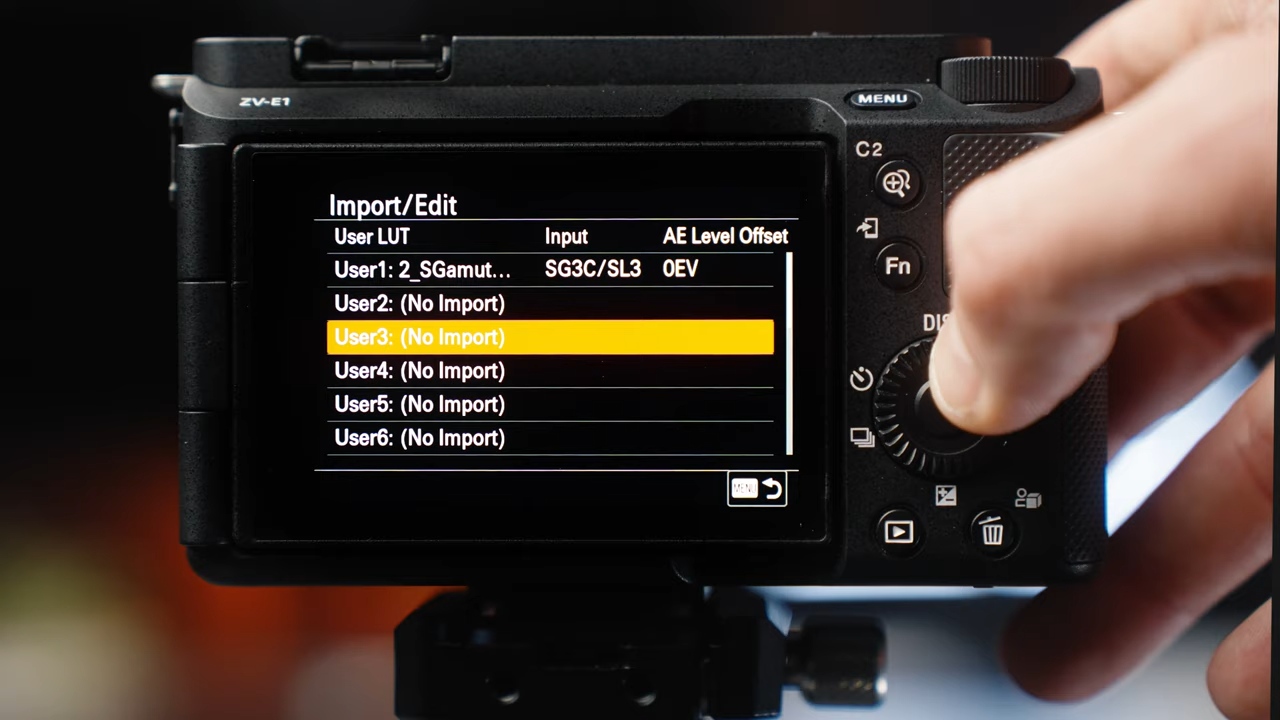 ZV-E1
MENU
C2
Import/Edit
User LUT Input AE Level Offset
User1: 2_SGamut... SG3C/SL3 0EV
User2: (No Import)
User3: (No Import)
User4: (No Import)
User5: (No Import)
User6: (No Import)
MENU
Fn